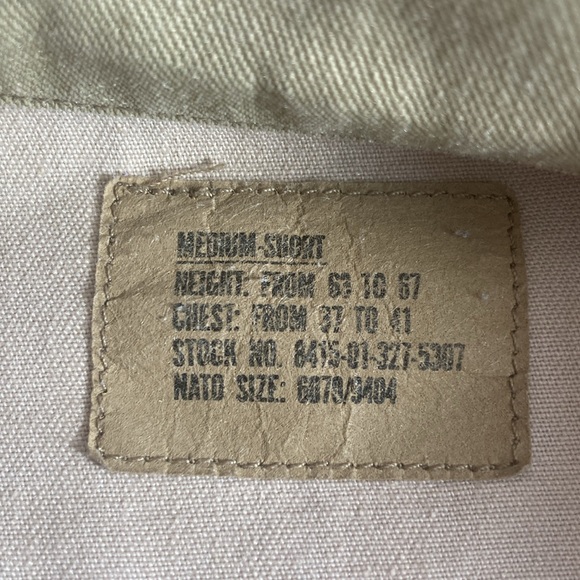 MEDIUM-SHORT
HEIGHT: FROM 63 TO 67
CHEST: FROM 37 TO 41
STOCK NO. 8415-01-327-5307
NATO SIZE: 6070/9404